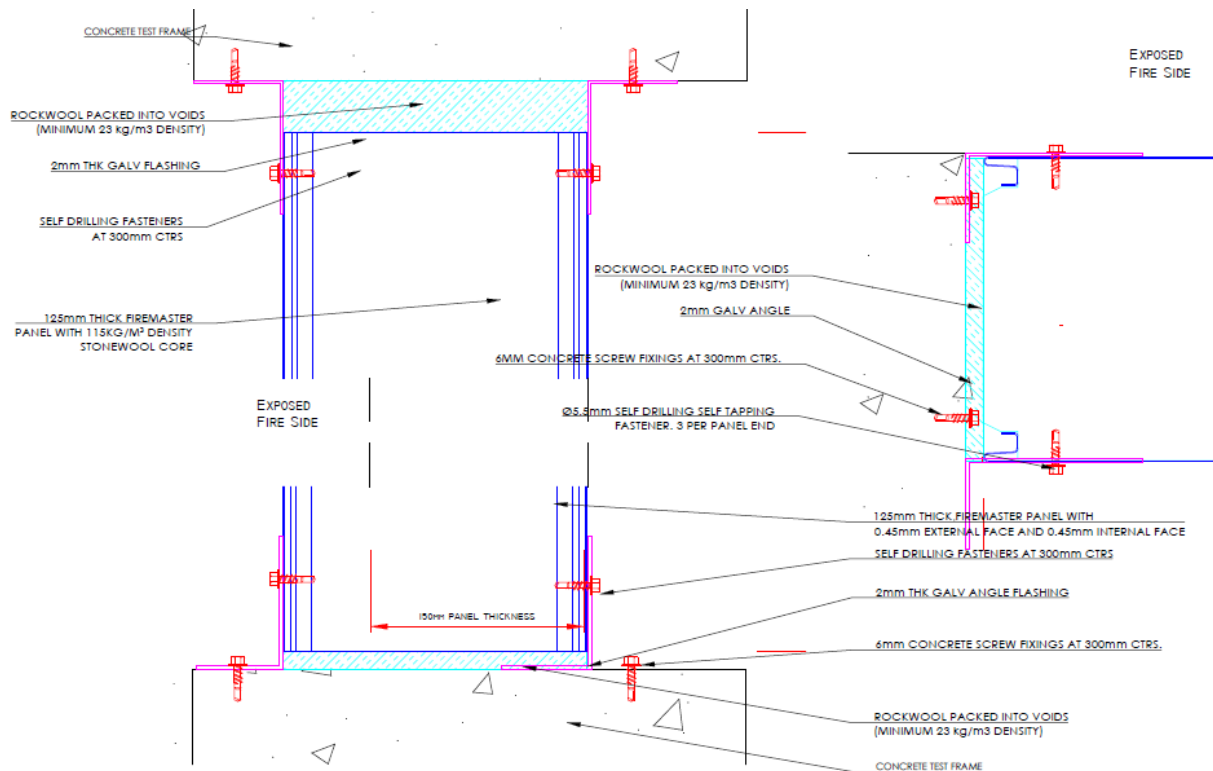 CONCRETE TEST FRAME
ROCKWOOL PACKED INTO VOIDS
(MINIMUM 23 kg/m3 DENSITY)
2mm THK GALV FLASHING
SELF DRILLING FASTENERS
AT 300mm CTRS
125mm THICK FIREMASTER
PANEL WITH 115KG/M³ DENSITY
STONEWOOL CORE
EXPOSED
FIRE SIDE
150MM PANEL THICKNESS
EXPOSED
FIRE SIDE
ROCKWOOL PACKED INTO VOIDS
(MINIMUM 23 kg/m3 DENSITY)
2mm GALV ANGLE
6MM CONCRETE SCREW FIXINGS AT 300mm CTRS.
Ø5.5mm SELF DRILLING SELF TAPPING
FASTENER. 3 PER PANEL END
125mm THICK FIREMASTER PANEL WITH
0.45mm EXTERNAL FACE AND 0.45mm INTERNAL FACE
SELF DRILLING FASTENERS AT 300mm CTRS
2mm THK GALV ANGLE FLASHING
6mm CONCRETE SCREW FIXINGS AT 300mm CTRS.
ROCKWOOL PACKED INTO VOIDS
(MINIMUM 23 kg/m3 DENSITY)
CONCRETE TEST FRAME